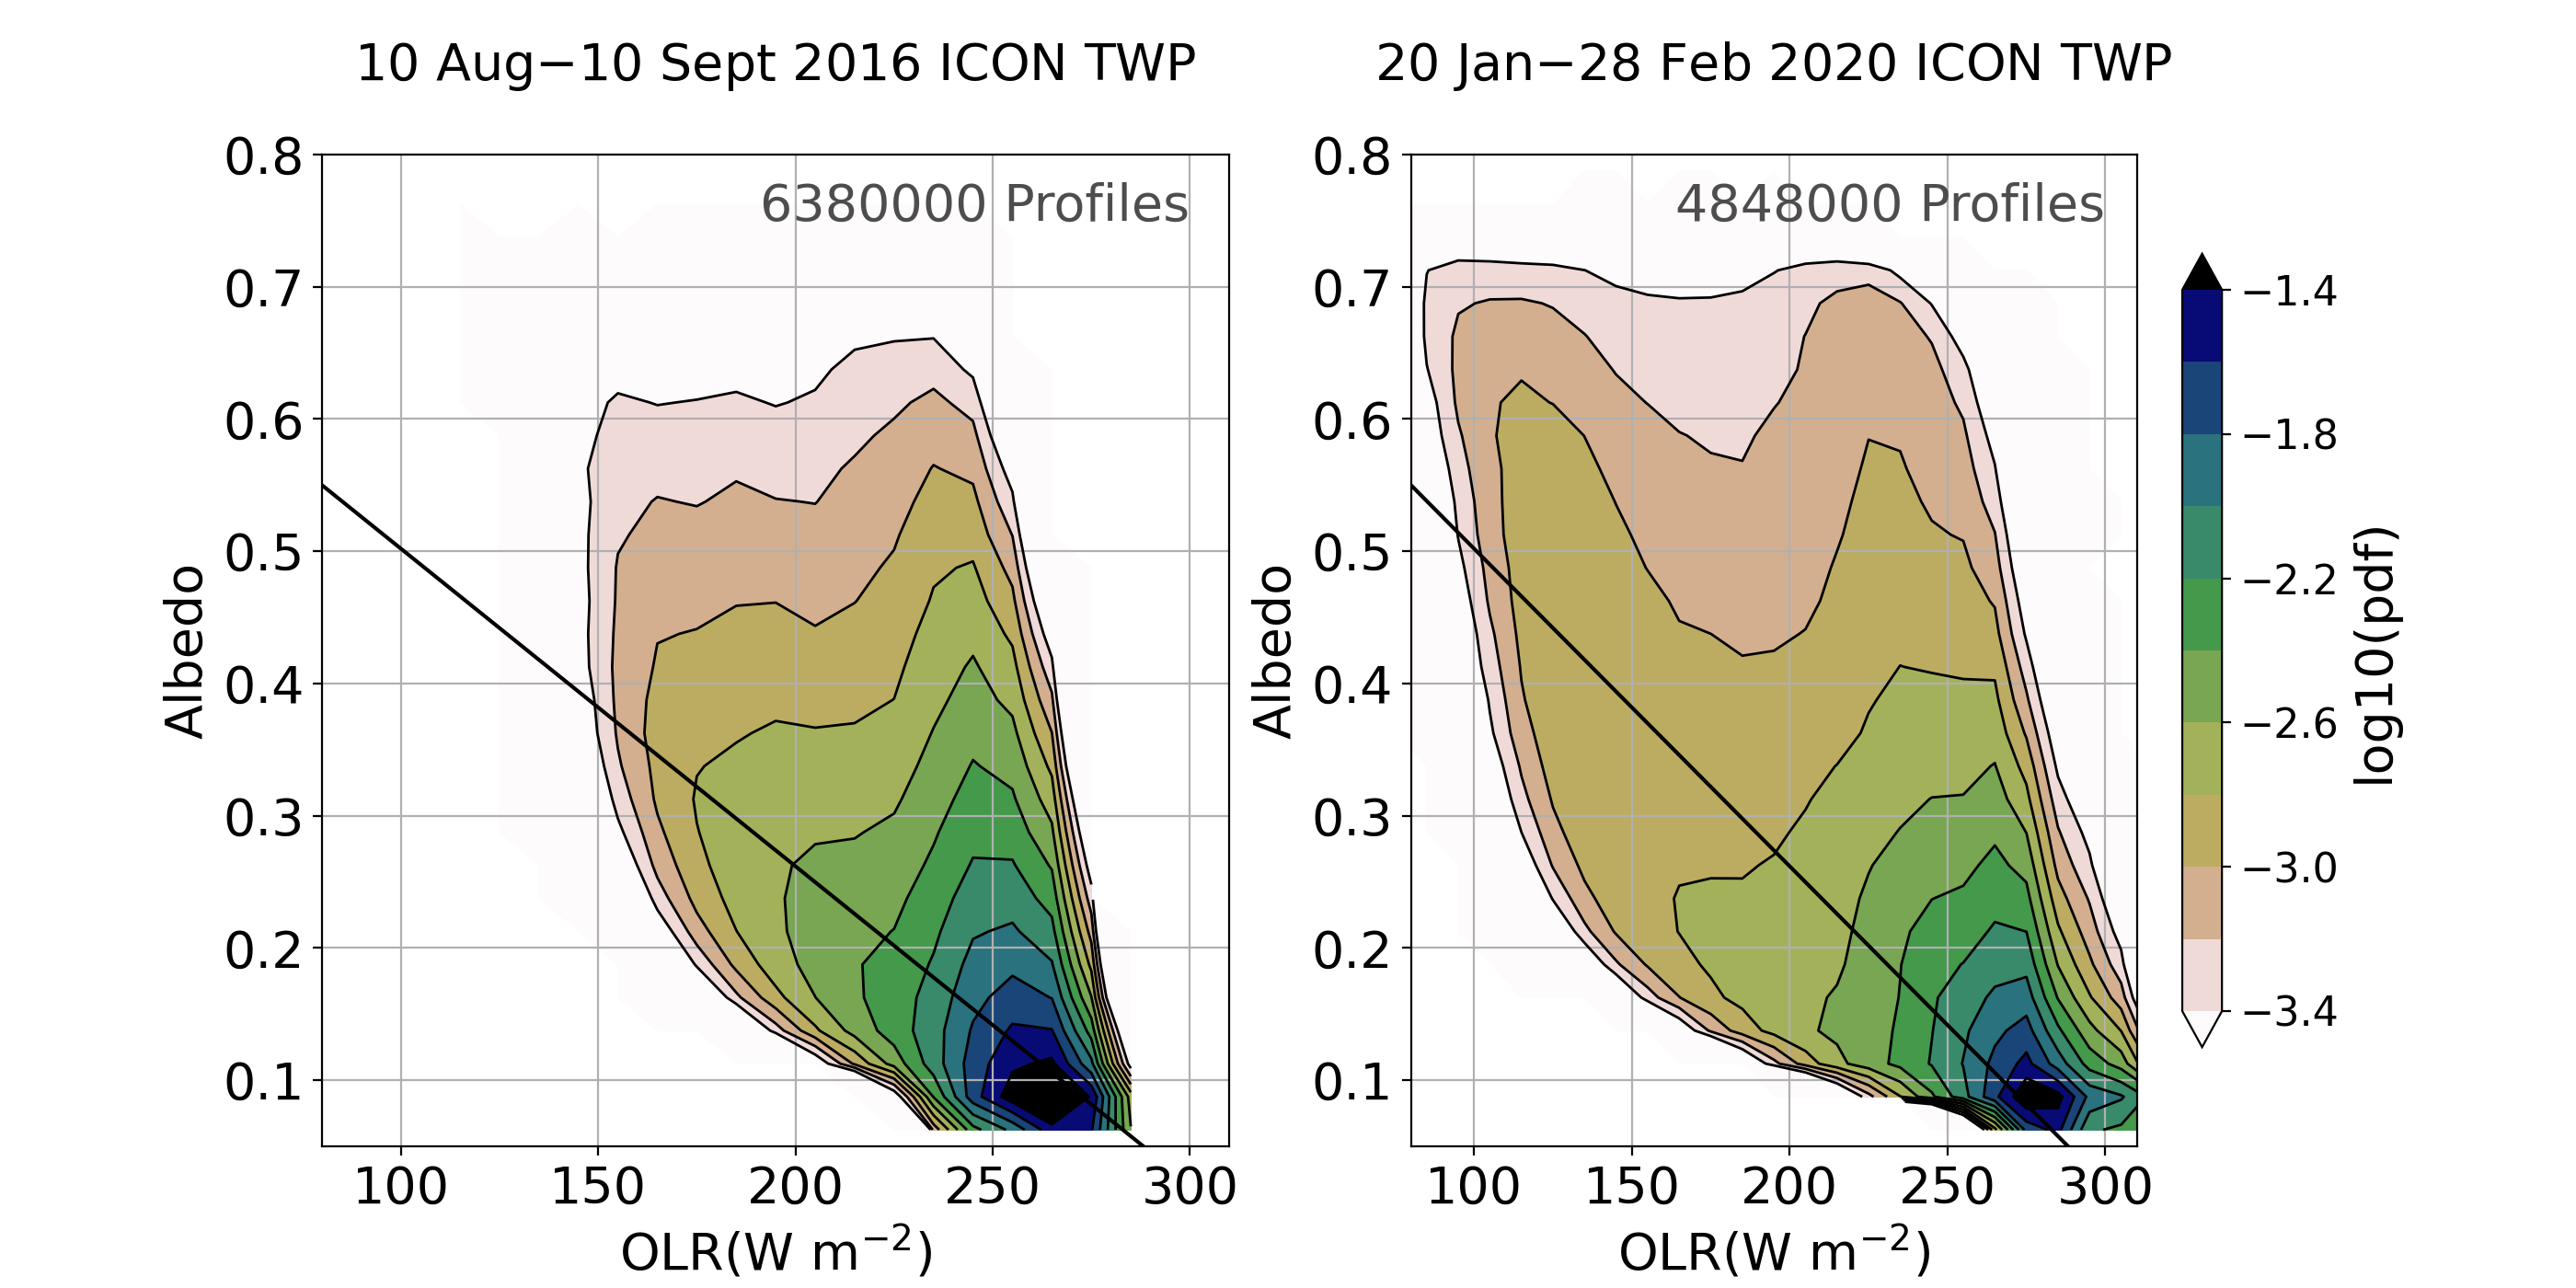 10 Aug−10 Sept 2016 ICON TWP
6380000 Profiles
0.8
0.7
0.6
0.5
0.4
0.3
0.2
0.1
Albedo
100 150 200 250 300
OLR(W m⁻²)
20 Jan−28 Feb 2020 ICON TWP
4848000 Profiles
0.8
0.7
0.6
0.5
0.4
0.3
0.2
0.1
Albedo
100 150 200 250 300
OLR(W m⁻²)
−1.4
−1.8
−2.2
−2.6
−3.0
−3.4
log10(pdf)